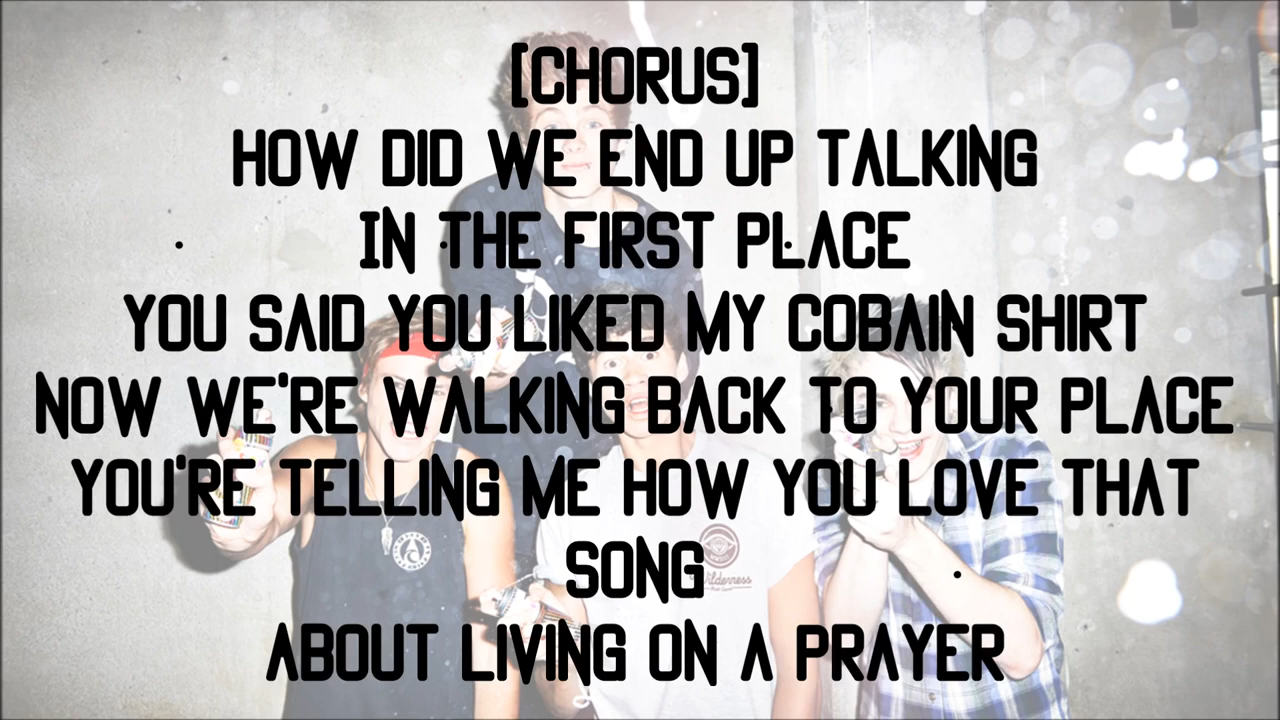 [CHORUS]
HOW DID WE END UP TALKING
IN THE FIRST PLACE
YOU SAID YOU LIKED MY COBAIN SHIRT
NOW WE'RE WALKING BACK TO YOUR PLACE
YOU'RE TELLING ME HOW YOU LOVE THAT
SONG
ABOUT LIVING ON A PRAYER
Wilderness